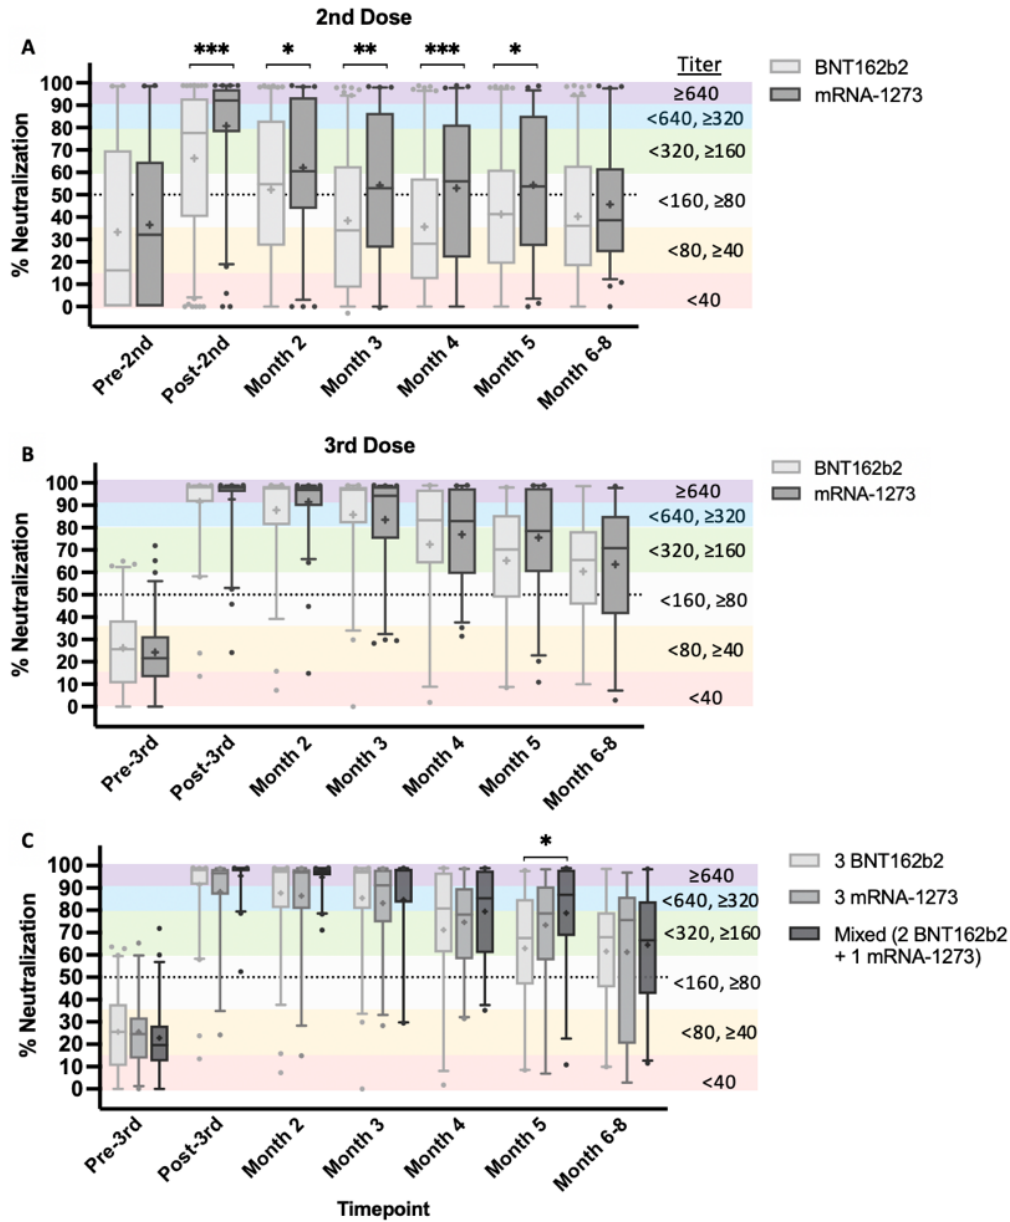 2nd Dose
A
*** * ** *** *
Titer
% Neutralization
100
90
80
70
60
50
40
30
20
10
0
≥640
<640, ≥320
<320, ≥160
<160, ≥80
<80, ≥40
<40
BNT162b2
mRNA-1273
Pre-2nd
Post-2nd
Month 2
Month 3
Month 4
Month 5
Month 6-8
B
3rd Dose
% Neutralization
100
90
80
70
60
50
40
30
20
10
0
≥640
<640, ≥320
<320, ≥160
<160, ≥80
<80, ≥40
<40
BNT162b2
mRNA-1273
Pre-3rd
Post-3rd
Month 2
Month 3
Month 4
Month 5
Month 6-8
C
*
% Neutralization
100
90
80
70
60
50
40
30
20
10
0
≥640
<640, ≥320
<320, ≥160
<160, ≥80
<80, ≥40
<40
3 BNT162b2
3 mRNA-1273
Mixed (2 BNT162b2
+ 1 mRNA-1273)
Pre-3rd
Post-3rd
Month 2
Month 3
Month 4
Month 5
Month 6-8
Timepoint